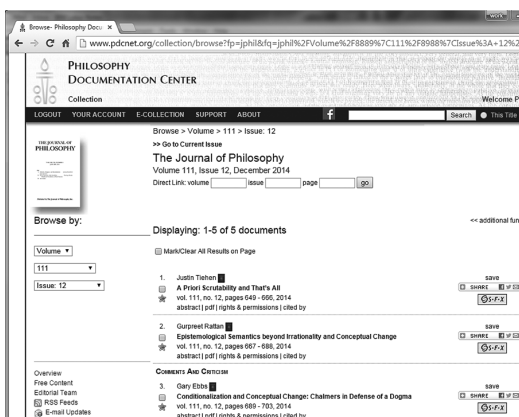 work
Browse- Philosophy Docu ×
www.pdcnet.org/collection/browse?fp=jphil&fq=jphil%2FVolume%2F8889%7C111%2F8988%7CIssue%3A+12%2
PHILOSOPHY
DOCUMENTATION CENTER
Collection
Welcome P
LOGOUT YOUR ACCOUNT E-COLLECTION SUPPORT ABOUT f Search This Title
THE JOURNAL OF
PHILOSOPHY
Browse > Volume > 111 > Issue: 12
>> Go to Current Issue
The Journal of Philosophy
Volume 111, Issue 12, December 2014
Direct Link: volume issue page go
Browse by:
<< additional fun
Displaying: 1-5 of 5 documents
Volume ▼
111 ▼
Issue: 12 ▼
Mark/Clear All Results on Page
1. Justin Tiehen
save
A Priori Scrutability and That's All
SHARE
vol. 111, no. 12, pages 649 - 666, 2014
S·F·X
abstract | pdf | rights & permissions | cited by
2. Gurpreet Rattan
save
Epistemological Semantics beyond Irrationality and Conceptual Change
SHARE
vol. 111, no. 12, pages 667 - 688, 2014
S·F·X
abstract | pdf | rights & permissions | cited by
COMMENTS AND CRITICISM
3. Gary Ebbs
save
Conditionalization and Conceptual Change: Chalmers in Defense of a Dogma
SHARE
vol. 111, no. 12, pages 689 - 703, 2014
S·F·X
abstract | pdf | rights & permissions | cited by
Overview
Free Content
Editorial Team
RSS Feeds
E-mail Updates